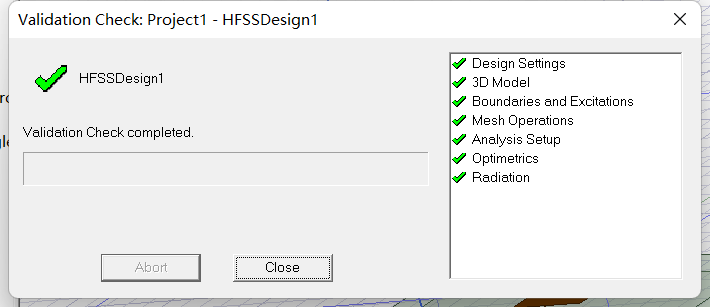 Validation Check: Project1 - HFSSDesign1
HFSSDesign1
Validation Check completed.
Abort
Close
Design Settings
3D Model
Boundaries and Excitations
Mesh Operations
Analysis Setup
Optimetrics
Radiation